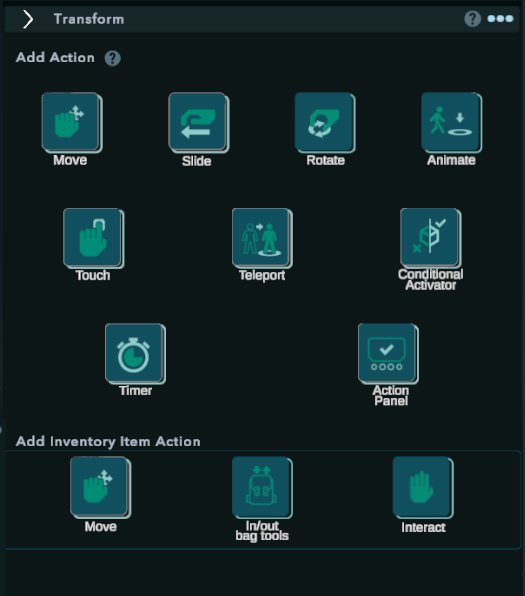 Transform
?
Add Action ?
Move Slide Rotate Animate
Touch Teleport Conditional
Activator
Timer Action
Panel
Add Inventory Item Action
Move In/out
bag tools Interact